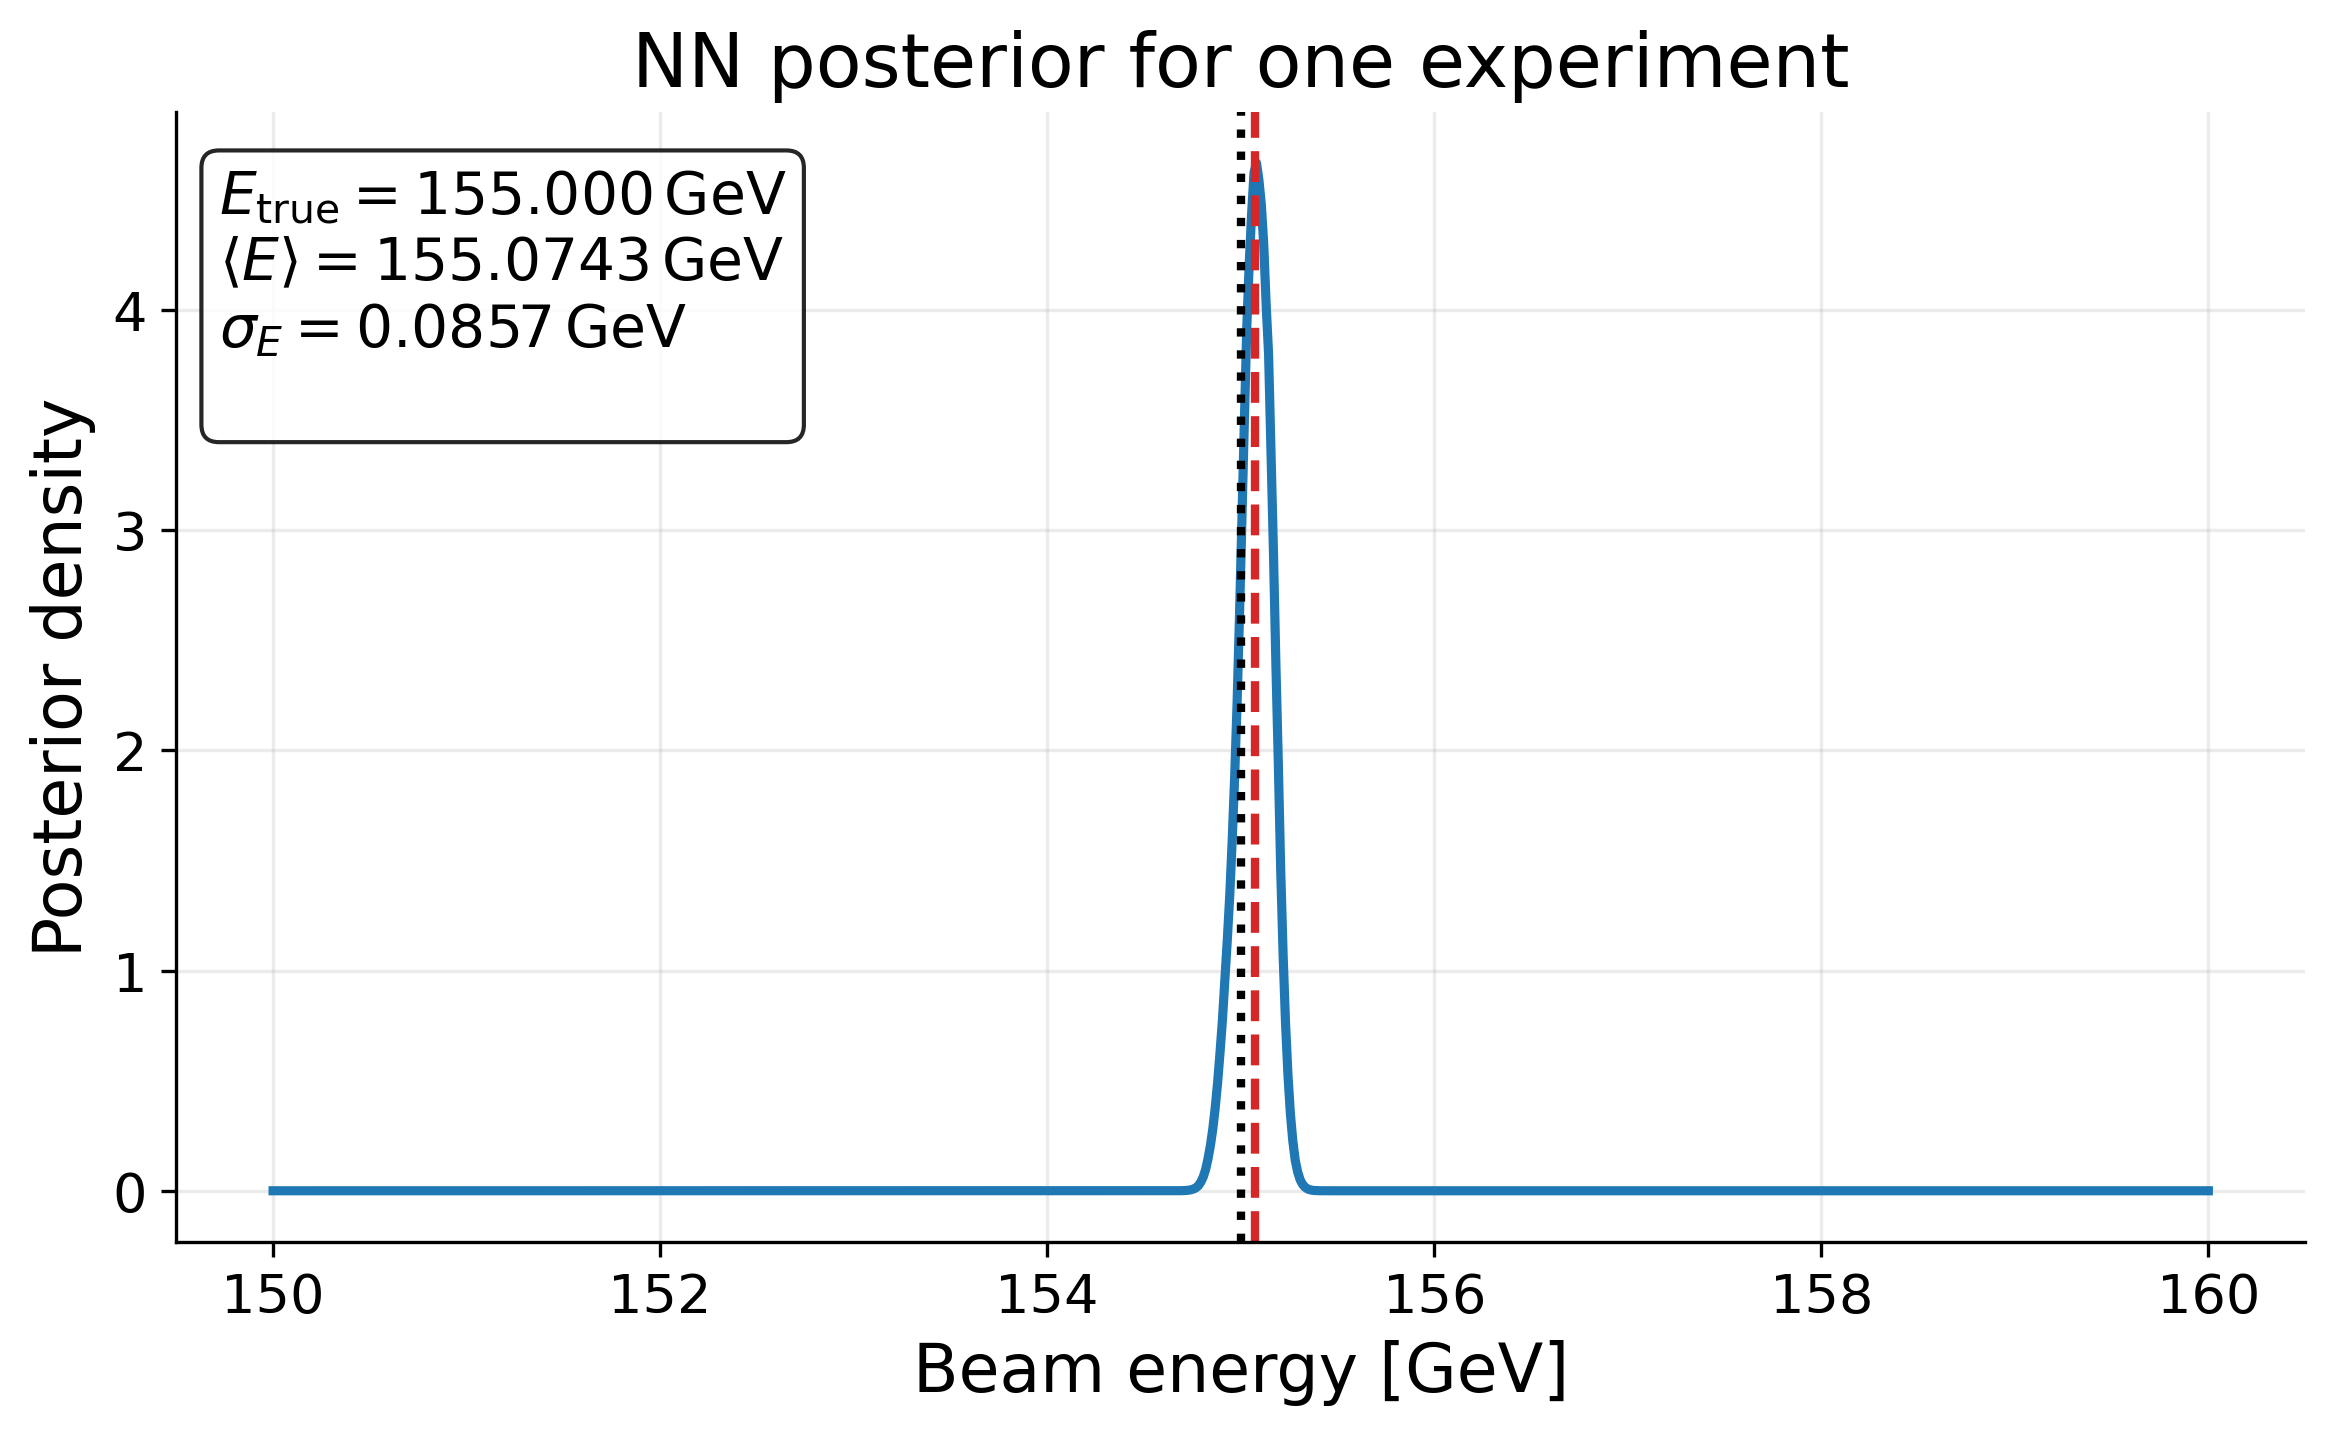 NN posterior for one experiment
E_true = 155.000 GeV
⟨E⟩ = 155.0743 GeV
σ_E = 0.0857 GeV
Posterior density
4
3
2
1
0
150 152 154 156 158 160
Beam energy [GeV]